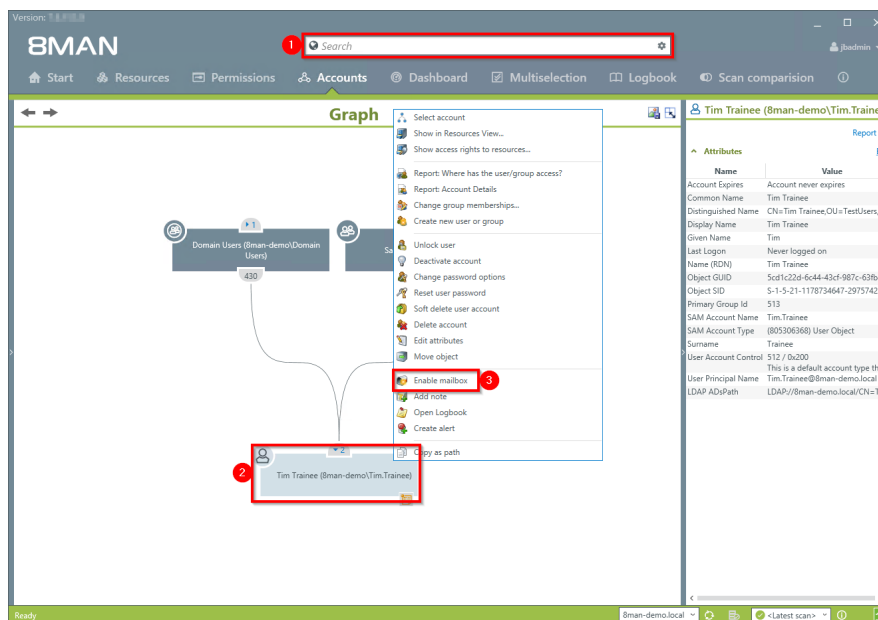 Version:
8MAN
1
Search
jbadmin
Start
Resources
Permissions
Accounts
Dashboard
Multiselection
Logbook
Scan comparision
Graph
1
Domain Users (8man-demo\Domain
Users)
430
Sa
Select account
Show in Resources View...
Show access rights to resources...
Report: Where has the user/group access?
Report: Account Details
Change group memberships...
Create new user or group
Unlock user
Deactivate account
Change password options
Reset user password
Soft delete user account
Delete account
Edit attributes
Move object
Enable mailbox
3
Add note
Open Logbook
Create alert
Copy as path
2
2
Tim Trainee (8man-demo\Tim.Trainee)
Tim Trainee (8man-demo\Tim.Traine
Report
Attributes
Name Value
Account Expires Account never expires
Common Name Tim Trainee
Distinguished Name CN=Tim Trainee,OU=TestUsers,
Display Name Tim Trainee
Given Name Tim
Last Logon Never logged on
Name (RDN) Tim Trainee
Object GUID 5cd1c22d-6c44-43cf-987c-63fb
Object SID S-1-5-21-1178734647-2975742
Primary Group Id 513
SAM Account Name Tim.Trainee
SAM Account Type (805306368) User Object
Surname Trainee
User Account Control 512 / 0x200
This is a default account type th
User Principal Name Tim.Trainee@8man-demo.local
LDAP ADsPath LDAP://8man-demo.local/CN=T
Ready
8man-demo.local
<Latest scan>